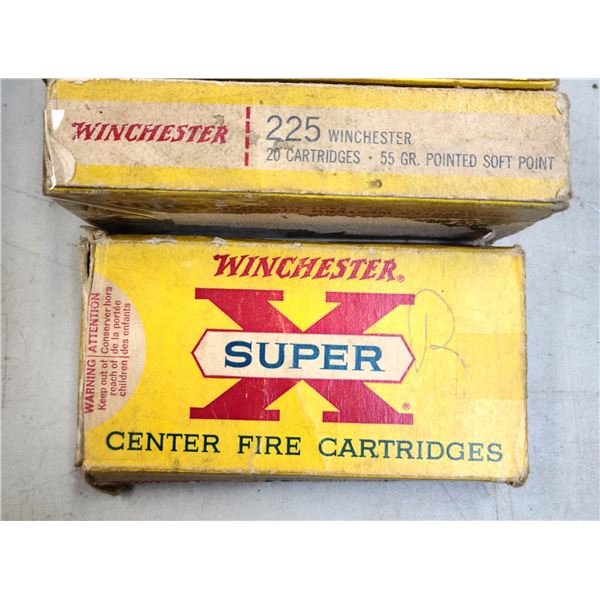 WINCHESTER 225 WINCHESTER
20 CARTRIDGES · 55 GR. POINTED SOFT POINT
WINCHESTER®
X®
SUPER
CENTER FIRE CARTRIDGES
WARNING
Keep out of
reach of
children
ATTENTION
Conserver hors
de la portée
des enfants